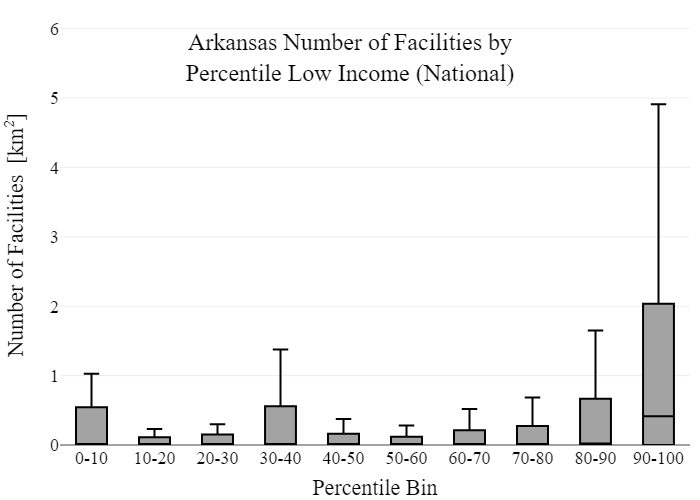 Arkansas Number of Facilities by
Percentile Low Income (National)
Number of Facilities [km²]
6
5
4
3
2
1
0
0-10 10-20 20-30 30-40 40-50 50-60 60-70 70-80 80-90 90-100
Percentile Bin